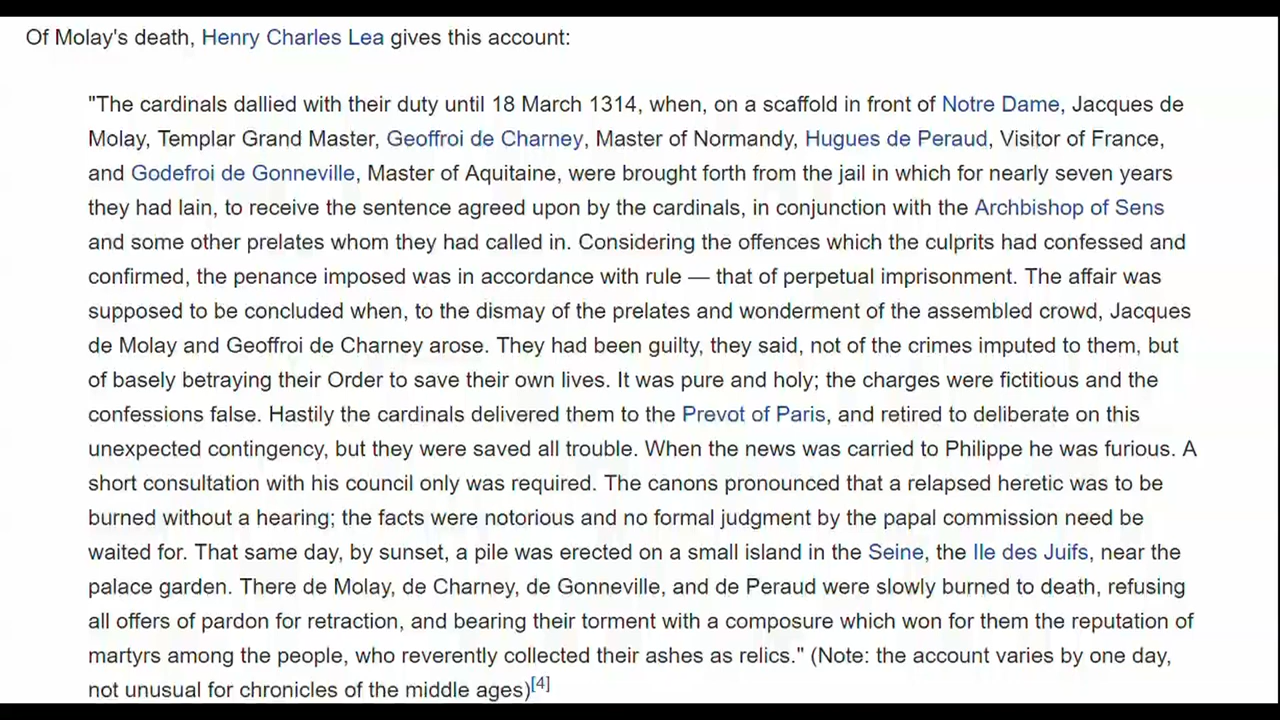 Of Molay's death, Henry Charles Lea gives this account:
"The cardinals dallied with their duty until 18 March 1314, when, on a scaffold in front of Notre Dame, Jacques de
Molay, Templar Grand Master, Geoffroi de Charney, Master of Normandy, Hugues de Peraud, Visitor of France,
and Godefroi de Gonneville, Master of Aquitaine, were brought forth from the jail in which for nearly seven years
they had lain, to receive the sentence agreed upon by the cardinals, in conjunction with the Archbishop of Sens
and some other prelates whom they had called in. Considering the offences which the culprits had confessed and
confirmed, the penance imposed was in accordance with rule — that of perpetual imprisonment. The affair was
supposed to be concluded when, to the dismay of the prelates and wonderment of the assembled crowd, Jacques
de Molay and Geoffroi de Charney arose. They had been guilty, they said, not of the crimes imputed to them, but
of basely betraying their Order to save their own lives. It was pure and holy; the charges were fictitious and the
confessions false. Hastily the cardinals delivered them to the Prevot of Paris, and retired to deliberate on this
unexpected contingency, but they were saved all trouble. When the news was carried to Philippe he was furious. A
short consultation with his council only was required. The canons pronounced that a relapsed heretic was to be
burned without a hearing; the facts were notorious and no formal judgment by the papal commission need be
waited for. That same day, by sunset, a pile was erected on a small island in the Seine, the Ile des Juifs, near the
palace garden. There de Molay, de Charney, de Gonneville, and de Peraud were slowly burned to death, refusing
all offers of pardon for retraction, and bearing their torment with a composure which won for them the reputation of
martyrs among the people, who reverently collected their ashes as relics." (Note: the account varies by one day,
not unusual for chronicles of the middle ages)[4]